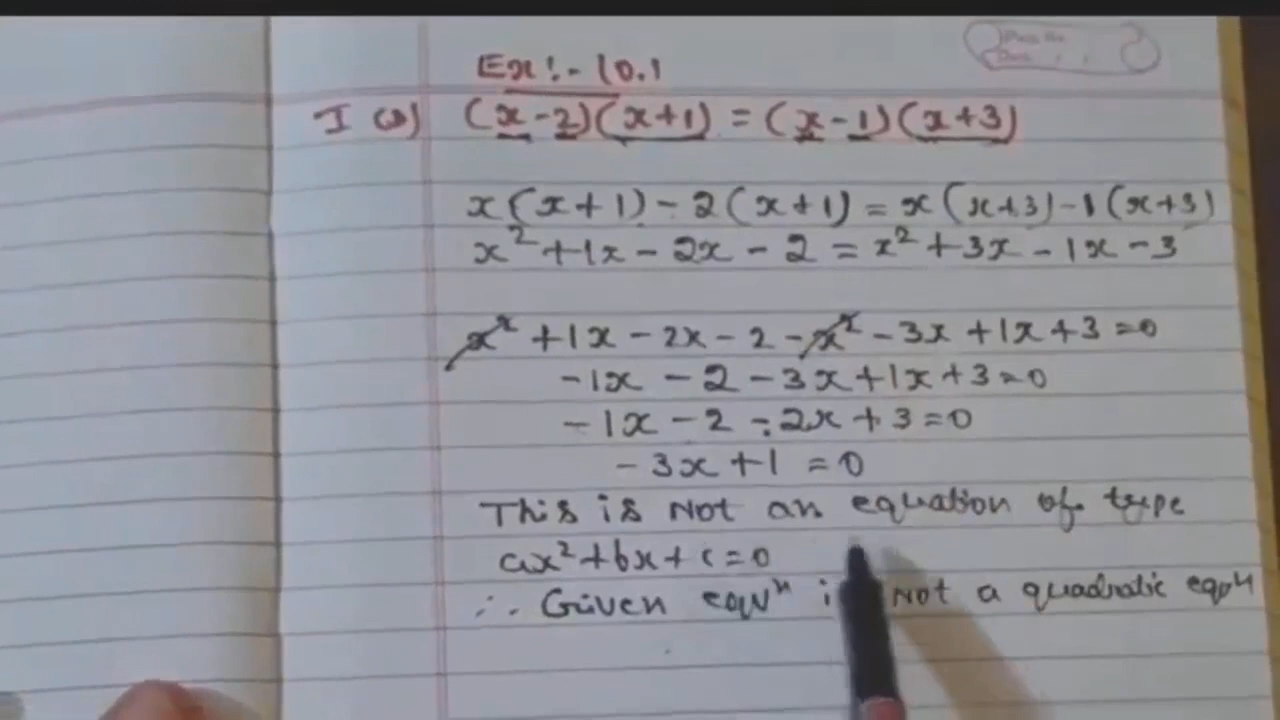 Ex:- 10.1
(x-2)(x+1) = (x-1)(x+3)
x(x+1)-2(x+1) = x(x+3)-1(x+3)
x²+1x-2x-2 = x²+3x-1x-3
x²+1x-2x-2-x²-3x+1x+3=0
-1x-2-3x+1x+3=0
-1x-2-2x+3=0
-3x+1=0
This is Not an equation of type
ax²+bx+c=0
∴ Given eqnⁿ Not a quadratic eqⁿ